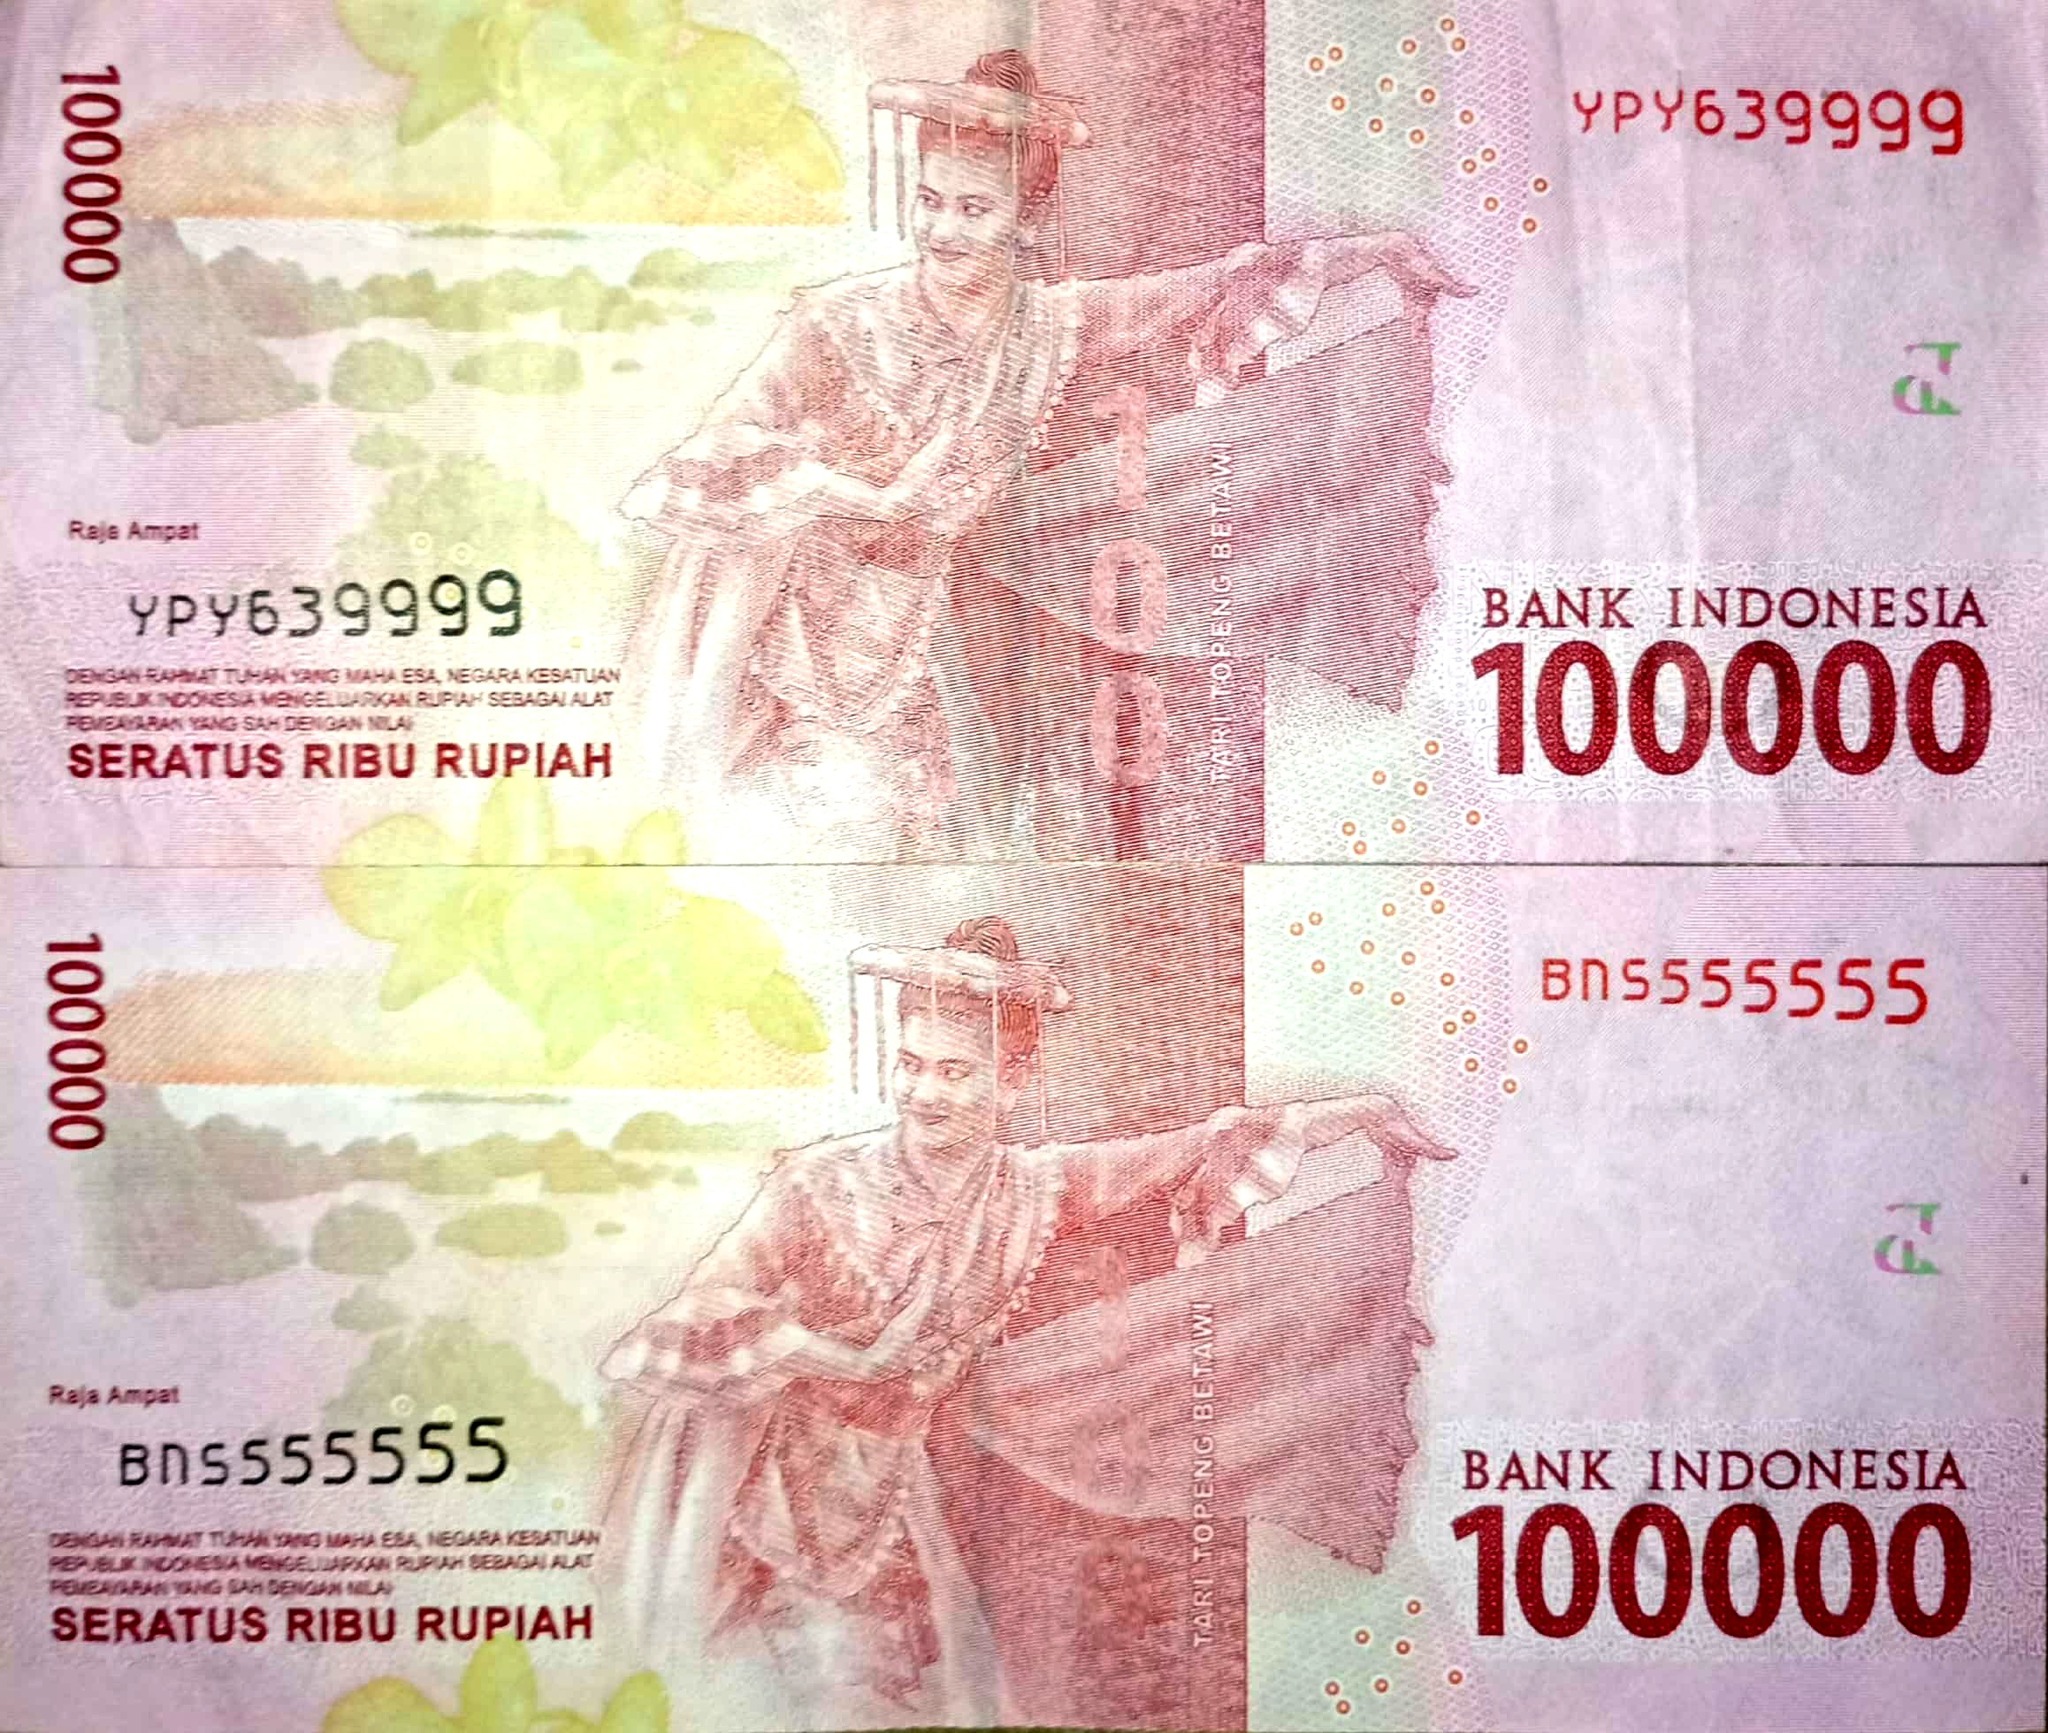 100000
YPY639999
Raja Ampat
YPY639999
DENGAN RAHMAT TUHAN YANG MAHA ESA, NEGARA KESATUAN
REPUBLIK INDONESIA MENGELUARKAN RUPIAH SEBAGAI ALAT
PEMBAYARAN YANG SAH DENGAN NILAI
SERATUS RIBU RUPIAH
100
TARI TOPENG BETAWI
BANK INDONESIA
100000
100000
BNS555555
Raja Ampat
BNS555555
DENGAN RAHMAT TUHAN YANG MAHA ESA, NEGARA KESATUAN
REPUBLIK INDONESIA MENGELUARKAN RUPIAH SEBAGAI ALAT
PEMBAYARAN YANG SAH DENGAN NILAI
SERATUS RIBU RUPIAH
100
TARI TOPENG BETAWI
BANK INDONESIA
100000